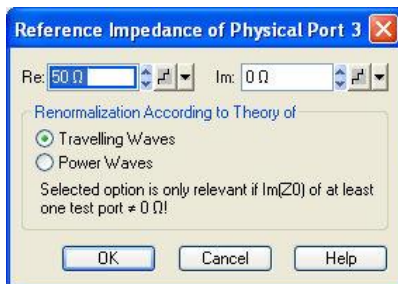 Reference Impedance of Physical Port 3
Re: 50 Ω Im: 0 Ω
Renormalization According to Theory of
Travelling Waves
Power Waves
Selected option is only relevant if Im(Z0) of at least
one test port ≠ 0 Ω!
OK Cancel Help